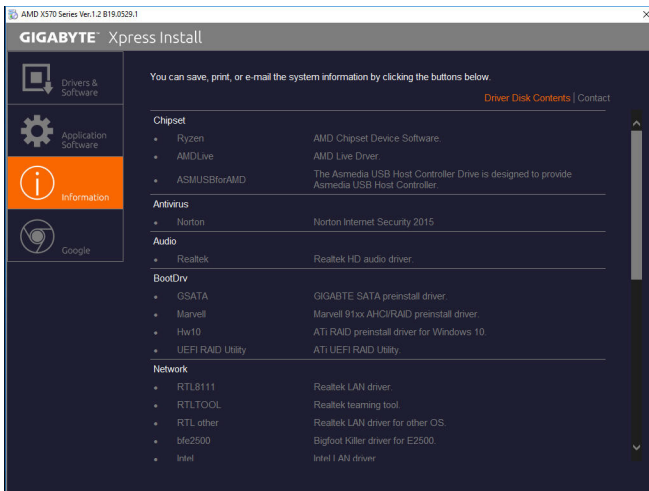 AMD X570 Series Ver.1.2 B19.0529.1
GIGABYTE™ Xpress Install
Drivers &
Software
Application
Software
Information
Google
You can save, print, or e-mail the system information by clicking the buttons below.
Driver Disk Contents | Contact
Chipset
• Ryzen AMD Chipset Device Software.
• AMDLive AMD Live Drver.
• ASMUSBforAMD The Asmedia USB Host Controller Drive is designed to provide
Asmedia USB Host Controller.
Antivirus
• Norton Norton Internet Security 2015
Audio
• Realtek Realtek HD audio driver.
BootDrv
• GSATA GIGABTE SATA preinstall driver.
• Marvell Marvell 91xx AHCI/RAID preinstall driver.
• Hw10 ATi RAID preinstall driver for Windows 10.
• UEFI RAID Utility ATi UEFI RAID Utility.
Network
• RTL8111 Realtek LAN driver.
• RTLTOOL Realtek teaming tool.
• RTL other Realtek LAN driver for other OS.
• bfe2500 Bigfoot Killer driver for E2500.
• Intel Intel LAN driver